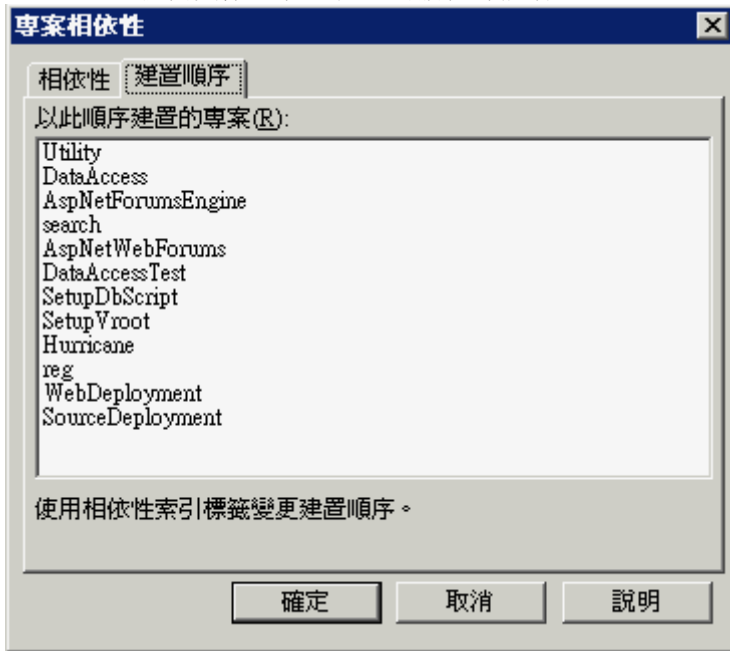 專案相依性
相依性 建置順序
以此順序建置的專案(R):
Utility
DataAccess
AspNetForumsEngine
search
AspNetWebForums
DataAccessTest
SetupDbScript
SetupVroot
Hurricane
reg
WebDeployment
SourceDeployment
使用相依性索引標籤變更建置順序。
確定 取消 說明